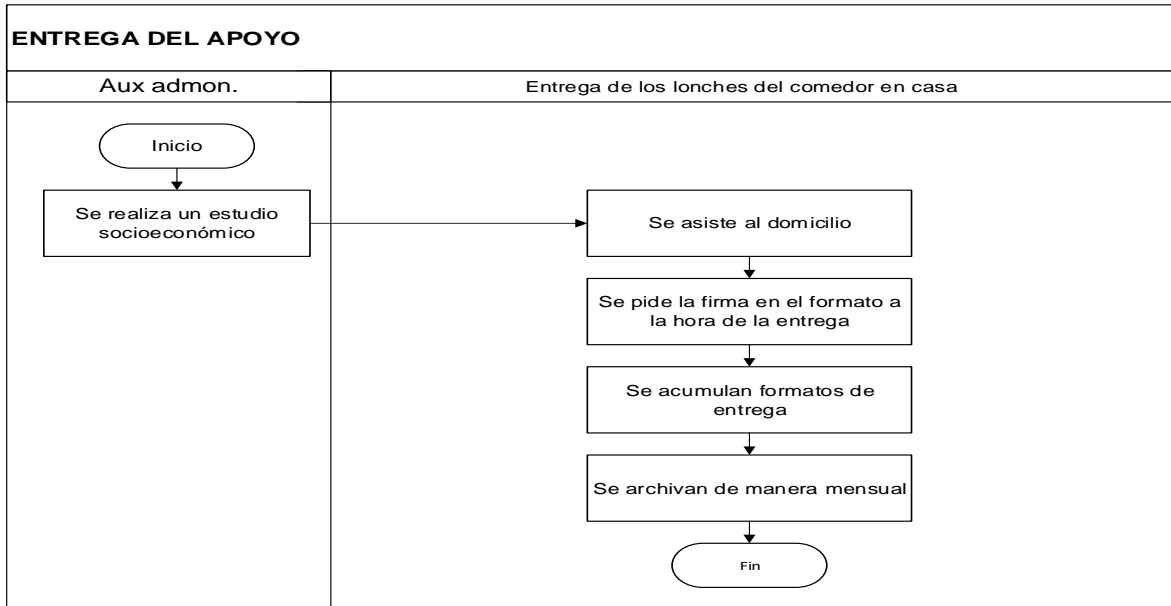 ENTREGA DEL APOYO
Aux admon.
Entrega de los lonches del comedor en casa
Inicio
Se realiza un estudio
socioeconómico
Se asiste al domicilio
Se pide la firma en el formato a
la hora de la entrega
Se acumulan formatos de
entrega
Se archivan de manera mensual
Fin